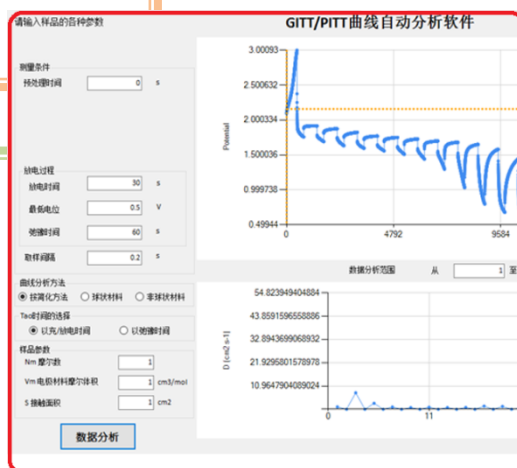 请输入样品的各种参数
GITT/PITT曲线自动分析软件
测量条件
预处理时间 0 s
放电过程
放电时间 30 s
最低电位 0.5 V
弛豫时间 60 s
取样间隔 0.2 s
曲线分析方法
按简化方法 球状材料 非球状材料
Tao时间的选择
以充/放电时间 以弛豫时间
样品参数
Nm 摩尔数 1
Vm 电极材料摩尔体积 1 cm3/mol
S 接触面积 1 cm2
数据分析
3.00093
2.500632
2.000334
1.500036
0.999738
0.49944
Potential
0 4792 9584
数据分析范围 从 1 至
54.823949404884
43.8591596558886
32.8943699068932
21.9295801578978
10.9647904089024
D (cm2 s-1)
0 11